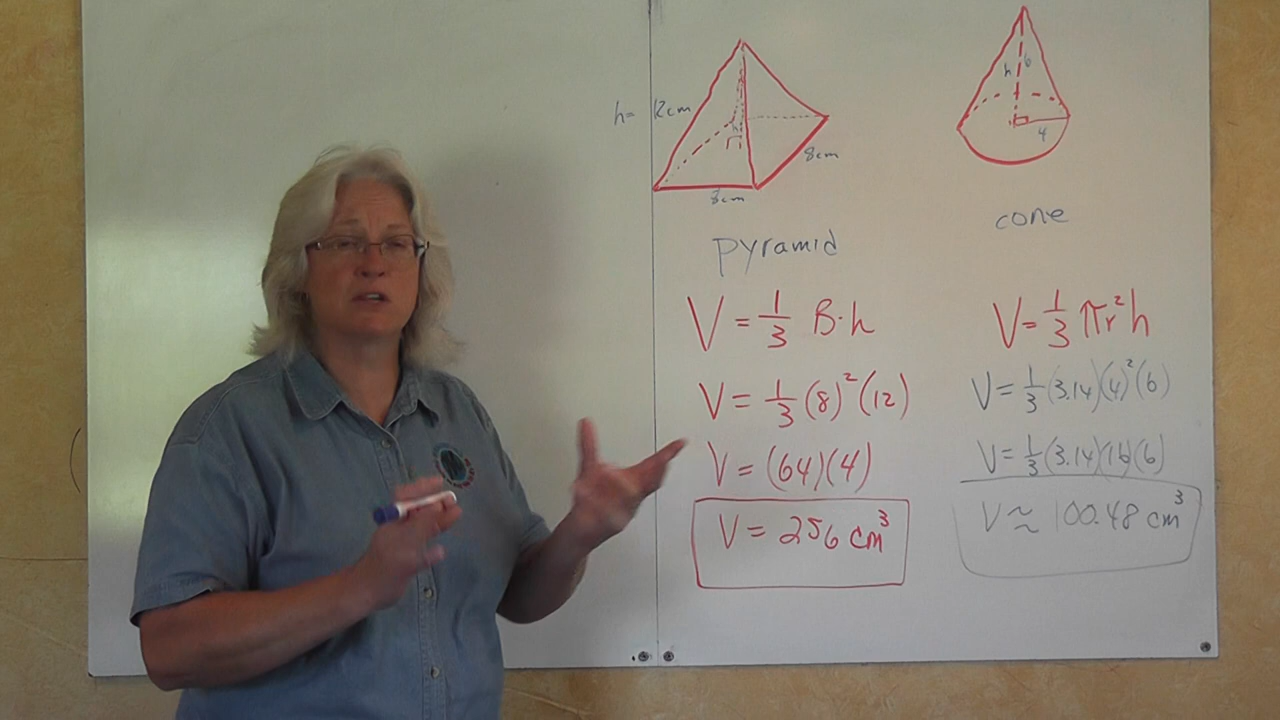 h= 12cm
8cm
8cm
pyramid
V = 1/3 B·h
V = 1/3 (8)² (12)
V = (64)(4)
V = 256 cm³
h 6
4
cone
V= 1/3 πr²h
V= 1/3 (3.14)(4)²(6)
V= 1/3 (3.14)(16)(6)
V ≈ 100.48 cm³